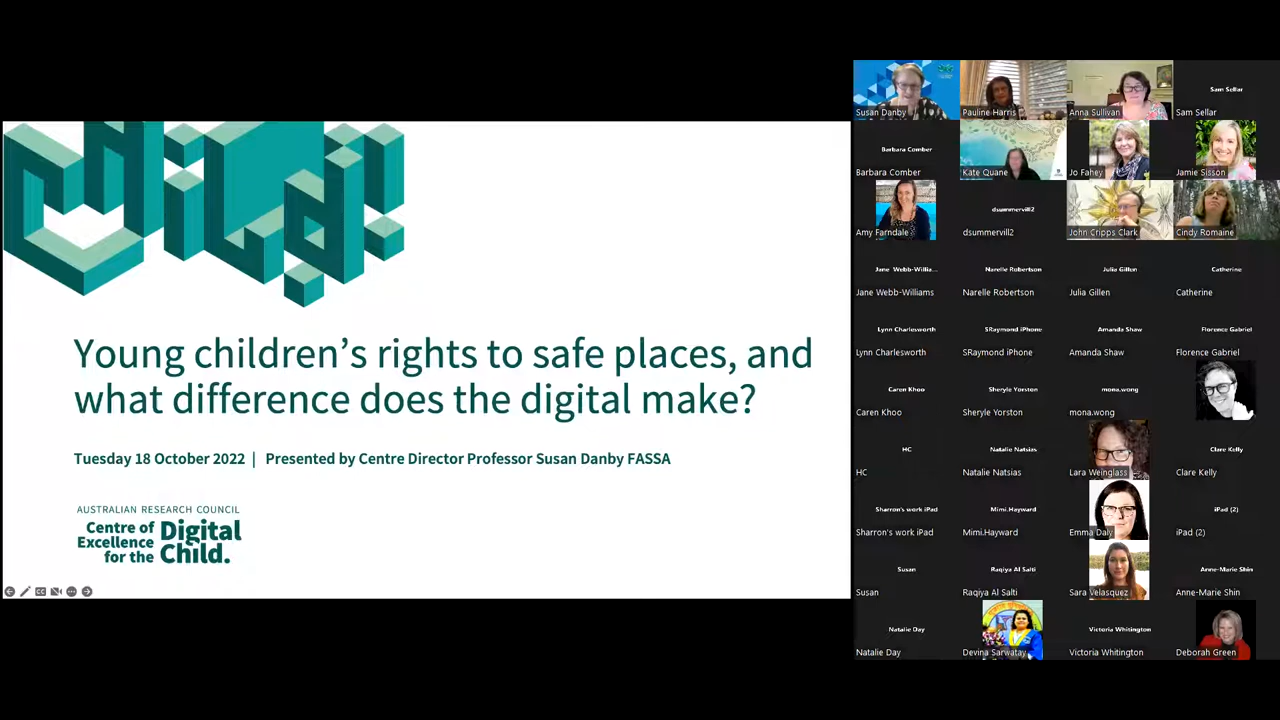 Young children's rights to safe places, and
what difference does the digital make?
Tuesday 18 October 2022 | Presented by Centre Director Professor Susan Danby FASSA
AUSTRALIAN RESEARCH COUNCIL
Centre of
Excellence
for the
Digital
Child.
Susan Danby
Pauline Harris
Anna Sullivan
Sam Sellar
Sam Sellar
Barbara Comber
Barbara Comber
Kate Quane
Jo Fahey
Jamie Sisson
Amy Farndale
dsummervill2
dsummervill2
John Cripps Clark
Cindy Romaine
Jane Webb-Willia...
Jane Webb-Williams
Narelle Robertson
Narelle Robertson
Julia Gillen
Julia Gillen
Catherine
Catherine
Lynn Charlesworth
Lynn Charlesworth
SRaymond iPhone
SRaymond iPhone
Amanda Shaw
Amanda Shaw
Florence Gabriel
Florence Gabriel
Caren Khoo
Caren Khoo
Sheryle Yorston
Sheryle Yorston
mona.wong
mona.wong
HC
HC
Natalie Natsias
Natalie Natsias
Lara Weinglass
Clare Kelly
Clare Kelly
Sharron's work iPad
Sharron's work iPad
Mimi.Hayward
Mimi.Hayward
Emma Daly
iPad (2)
iPad (2)
Susan
Susan
Raqiya Al Salti
Raqiya Al Salti
Sara Velasquez
Anne-Marie Shin
Anne-Marie Shin
Natalie Day
Natalie Day
Devina Sarwatay
Victoria Whitington
Victoria Whitington
Deborah Green